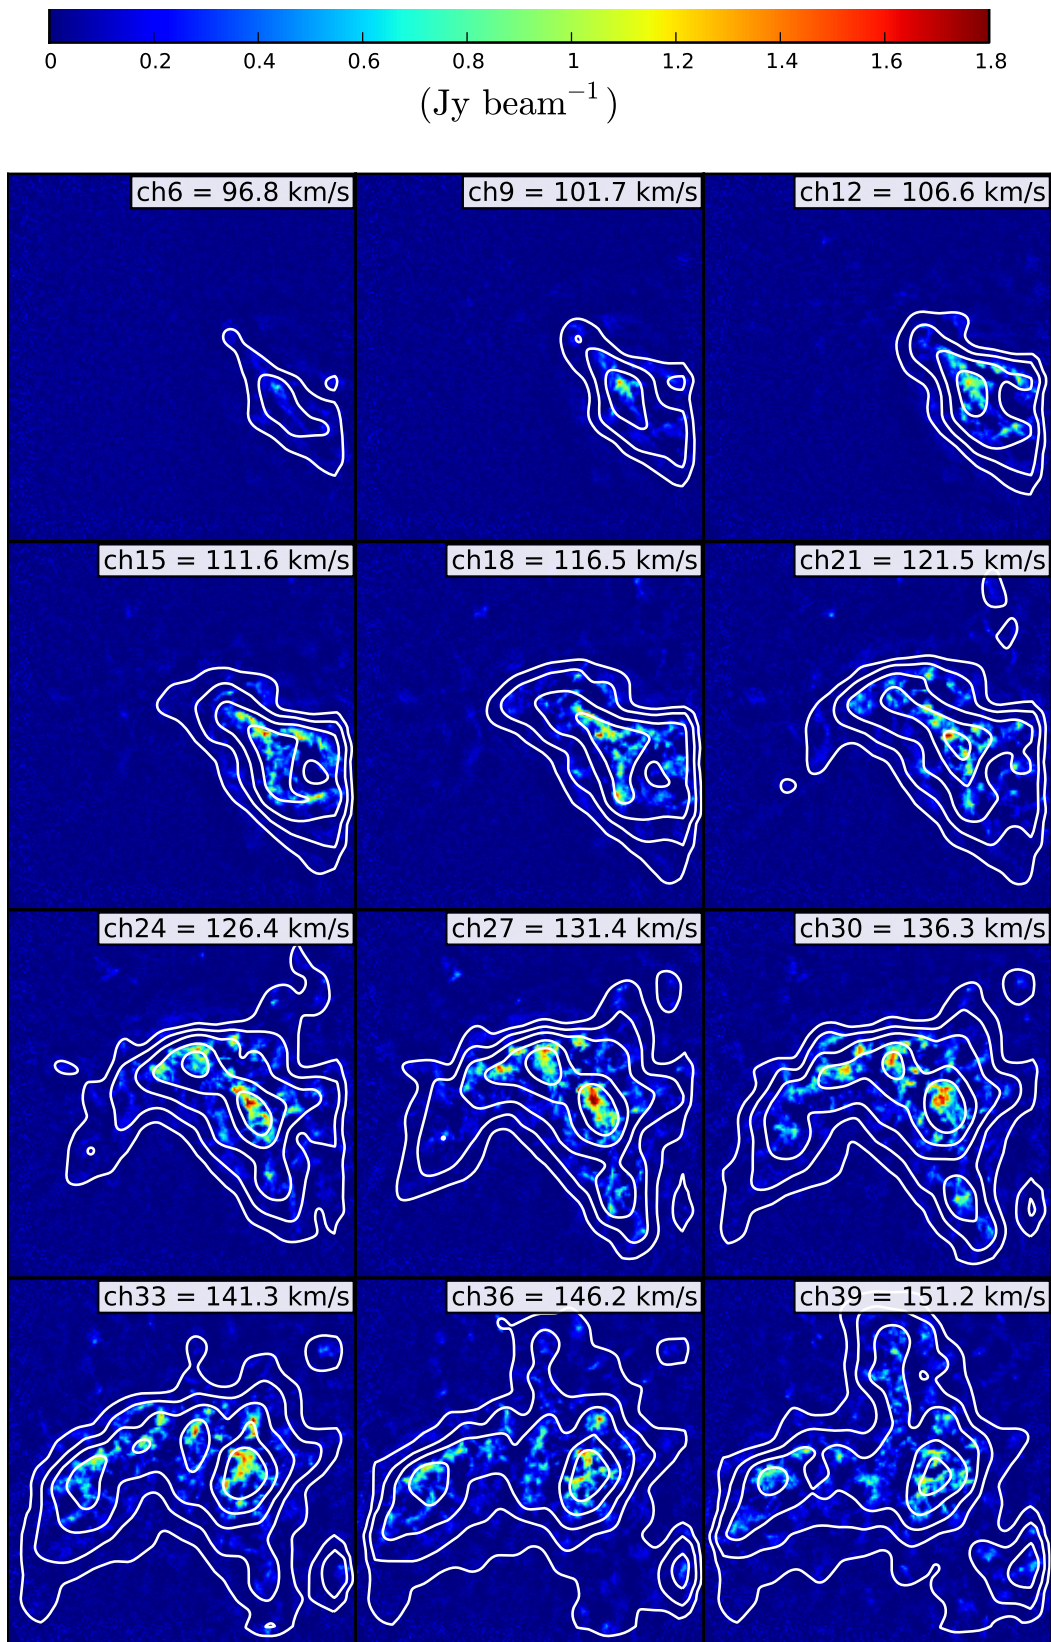 0 0.2 0.4 0.6 0.8 1 1.2 1.4 1.6 1.8
(Jy beam⁻¹)
ch6 = 96.8 km/s ch9 = 101.7 km/s ch12 = 106.6 km/s
ch15 = 111.6 km/s ch18 = 116.5 km/s ch21 = 121.5 km/s
ch24 = 126.4 km/s ch27 = 131.4 km/s ch30 = 136.3 km/s
ch33 = 141.3 km/s ch36 = 146.2 km/s ch39 = 151.2 km/s